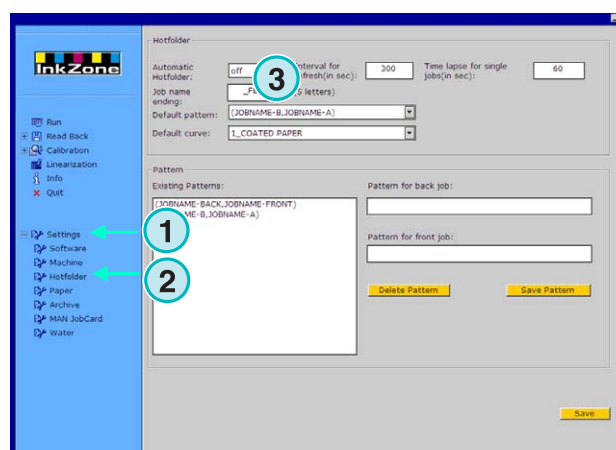 InkZone
Run
Read Back
Calibration
Linearization
Info
Quit
Settings
Software
Machine
Hotfolder
Paper
Archive
MAN JobCard
Water
1
2
3
Hotfolder
Automatic Hotfolder:
off
Interval for
refresh(in sec):
300
Time lapse for single
jobs(in sec):
60
Job name
ending:
letters)
Default pattern:
(JOBNAME-B,JOBNAME-A)
Default curve:
1_COATED PAPER
Pattern
Existing Patterns:
(JOBNAME-BACK,JOBNAME-FRONT)
E-B,JOBNAME-A)
Pattern for back job:
Pattern for front job:
Delete Pattern
Save Pattern
Save